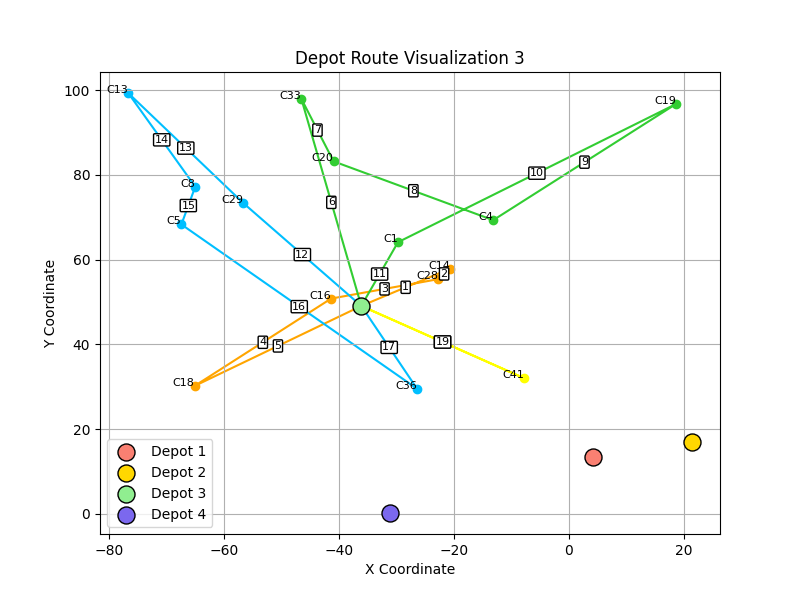 Depot Route Visualization 3
Y Coordinate
100
80
60
40
20
0
C13
C33
C19
7
14
13
C20
9
10
C8
8
C29
6
15
C5
C4
C1
12
C14
11
2
C28
1
3
C16
16
4
19
5
17
C41
C18
C36
Depot 1
Depot 2
Depot 3
Depot 4
−80
−60
−40
−20
0
20
X Coordinate